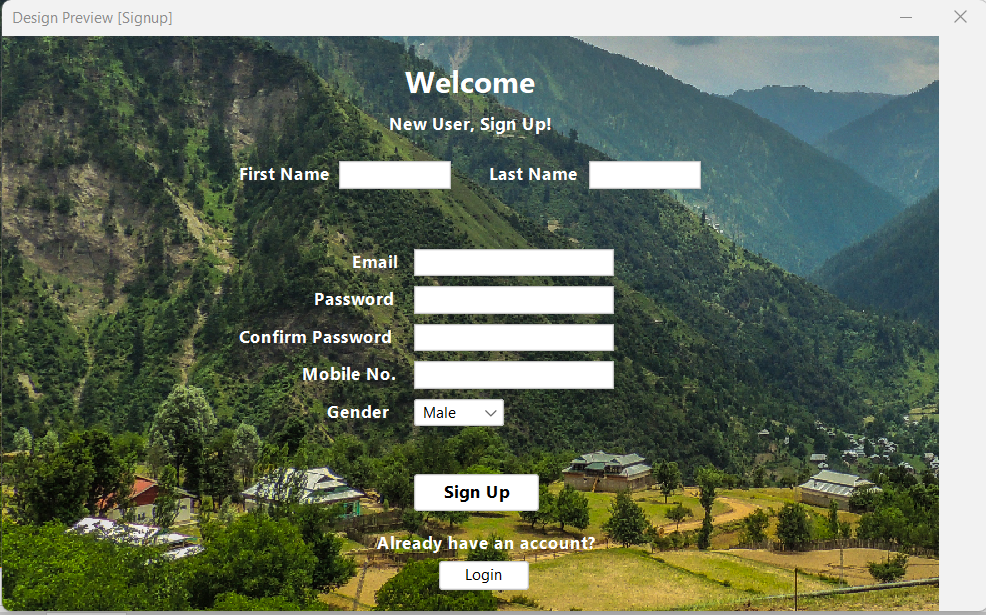 Design Preview [Signup]
Welcome
New User, Sign Up!
First Name Last Name
Email
Password
Confirm Password
Mobile No.
Gender Male
Sign Up
Already have an account?
Login